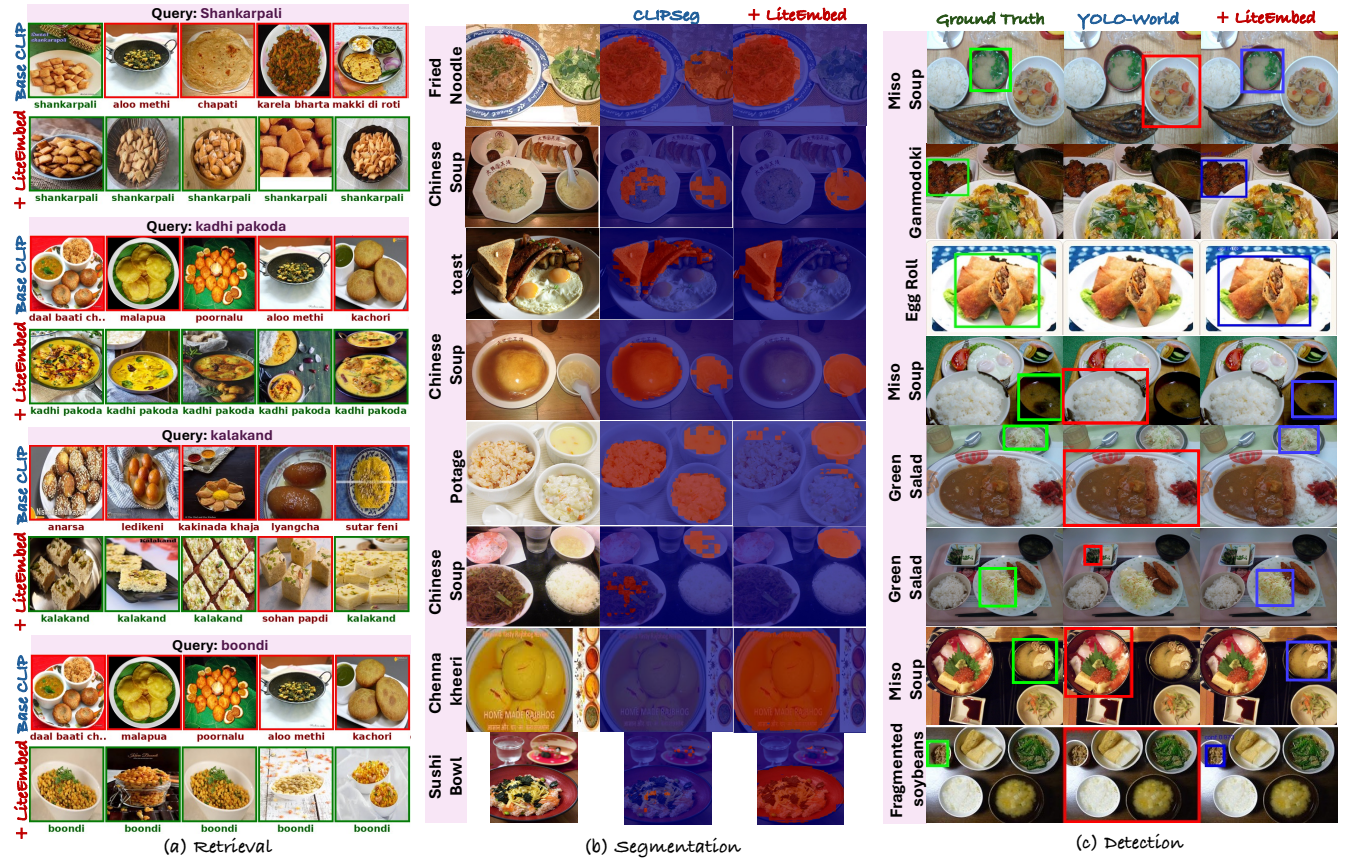 Query: Shankarpali
Base CLIP
shankarpali
aloo methi
chapati
karela bharta
makki di roti
+ LiteEmbed
shankarpali
shankarpali
shankarpali
shankarpali
shankarpali
Query: kadhi pakoda
Base CLIP
daal baati ch..
malapua
poornalu
aloo methi
kachori
+ LiteEmbed
kadhi pakoda
kadhi pakoda
kadhi pakoda
kadhi pakoda
kadhi pakoda
Query: kalakand
Base CLIP
anarsa
ledikeni
kakinada khaja
lyangcha
sutar feni
+ LiteEmbed
kalakand
kalakand
kalakand
kalakand
sohan papdi
kalakand
Query: boondi
Base CLIP
daal baati ch..
malapua
poornalu
aloo methi
kachori
+ LiteEmbed
boondi
boondi
boondi
boondi
boondi
(a) Retrieval
CLIPSeg
+ LiteEmbed
Fried
Noodle
Chinese
Soup
toast
Chinese
Soup
Potage
Chinese
Soup
Chenna
kheeri
HOME MADE RAJBHOG
HOME MADE RAJBHOG
HOME MADE RAJBHOG
Sushi
Bowl
(b) Segmentation
Ground Truth
YOLO-World
+ LiteEmbed
Miso
Soup
Ganmodoki
Egg Roll
Miso
Soup
Green
Salad
Green
Salad
Miso
Soup
Fragmented
soybeans
(c) Detection